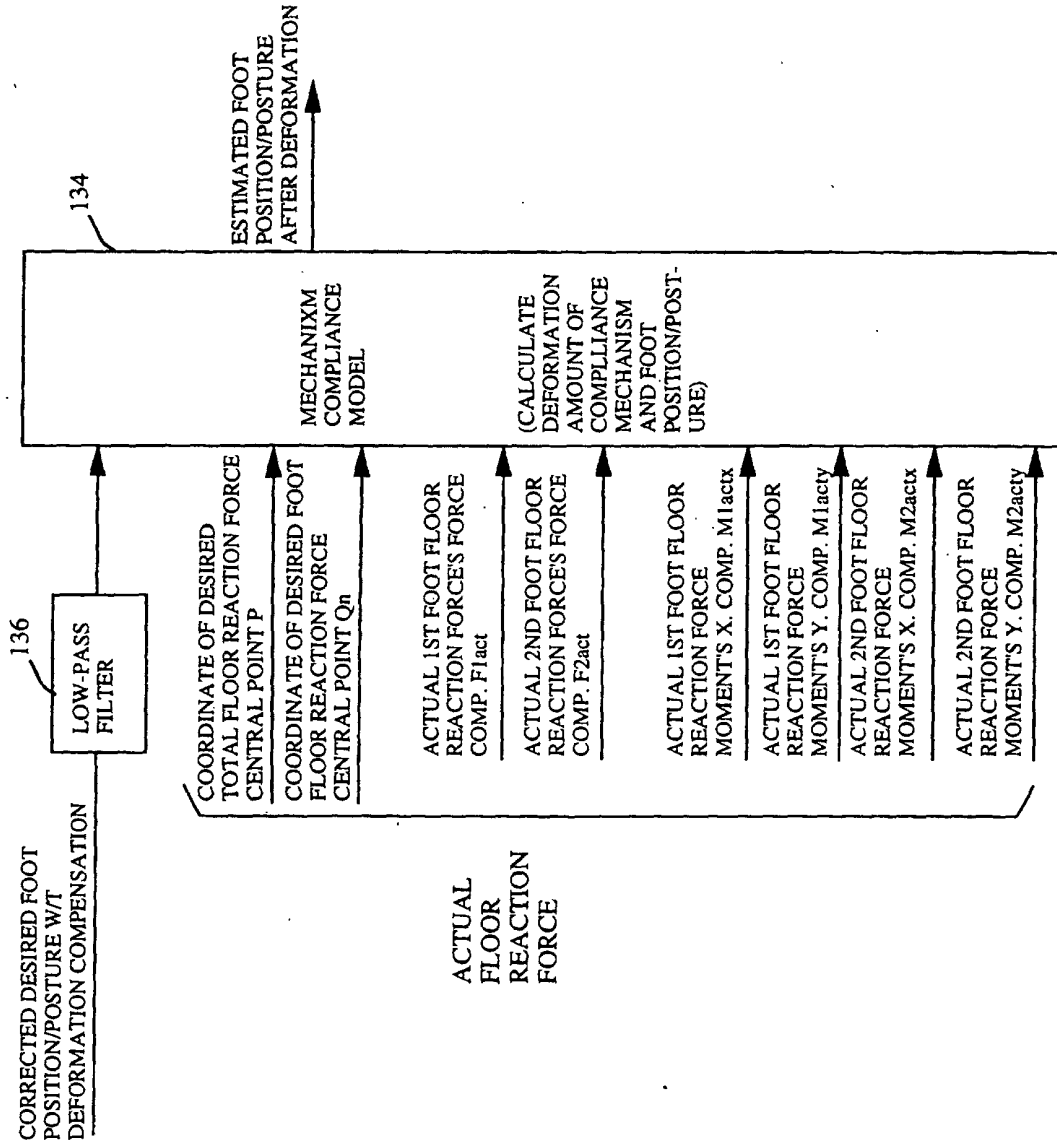 CORRECTED DESIRED FOOT
POSITION/POSTURE W/T
DEFORMATION COMPENSATION
136
LOW-PASS
FILTER
COORDINATE OF DESIRED
TOTAL FLOOR REACTION FORCE
CENTRAL POINT P
COORDINATE OF DESIRED FOOT
FLOOR REACTION FORCE
CENTRAL POINT Qn
ACTUAL 1ST FOOT FLOOR
REACTION FORCE'S FORCE
COMP. F1act
ACTUAL 2ND FOOT FLOOR
REACTION FORCE'S FORCE
COMP. F2act
ACTUAL 1ST FOOT FLOOR
REACTION FORCE
MOMENT'S X. COMP. M1actx
ACTUAL 1ST FOOT FLOOR
REACTION FORCE
MOMENT'S Y. COMP. M1acty
ACTUAL 2ND FOOT FLOOR
REACTION FORCE
MOMENT'S X. COMP. M2actx
ACTUAL 2ND FOOT FLOOR
REACTION FORCE
MOMENT'S Y. COMP. M2acty
ACTUAL
FLOOR
REACTION
FORCE
134
MECHANIXM
COMPLIANCE
MODEL
(CALCULATE
DEFORMATION
AMOUNT OF
COMPLLIANCE
MECHANISM
AND FOOT
POSITION/POST-
URE)
ESTIMATED FOOT
POSITION/POSTURE
AFTER DEFORMATION